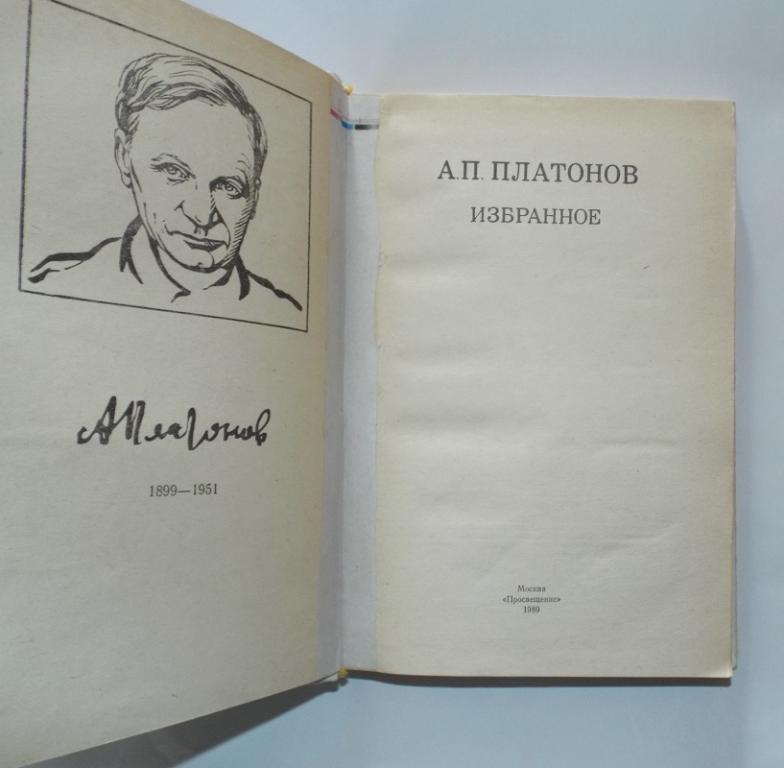 А Платонов
1899—1951
А.П. ПЛАТОНОВ
ИЗБРАННОЕ
Москва
«Просвещение»
1989